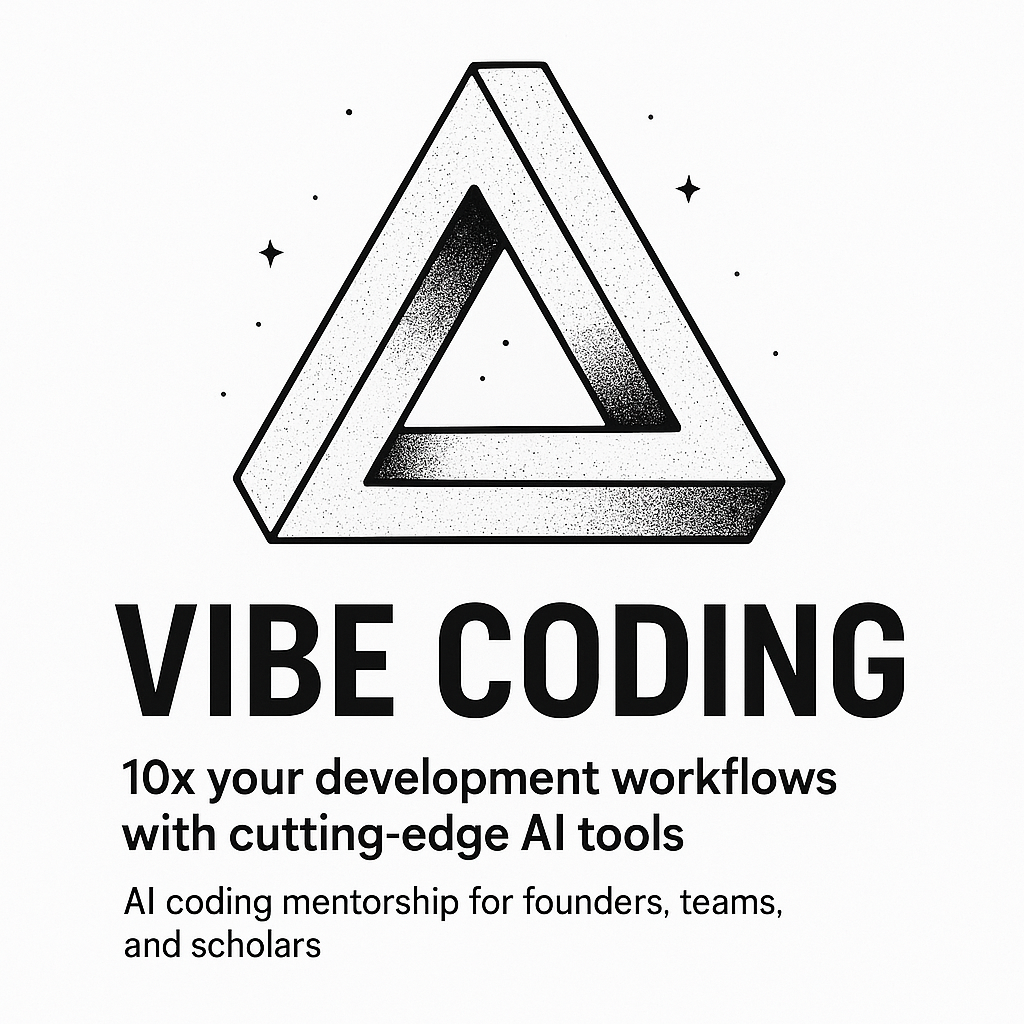 VIBE CODING
10x your development workflows
with cutting-edge AI tools
AI coding mentorship for founders, teams,
and scholars